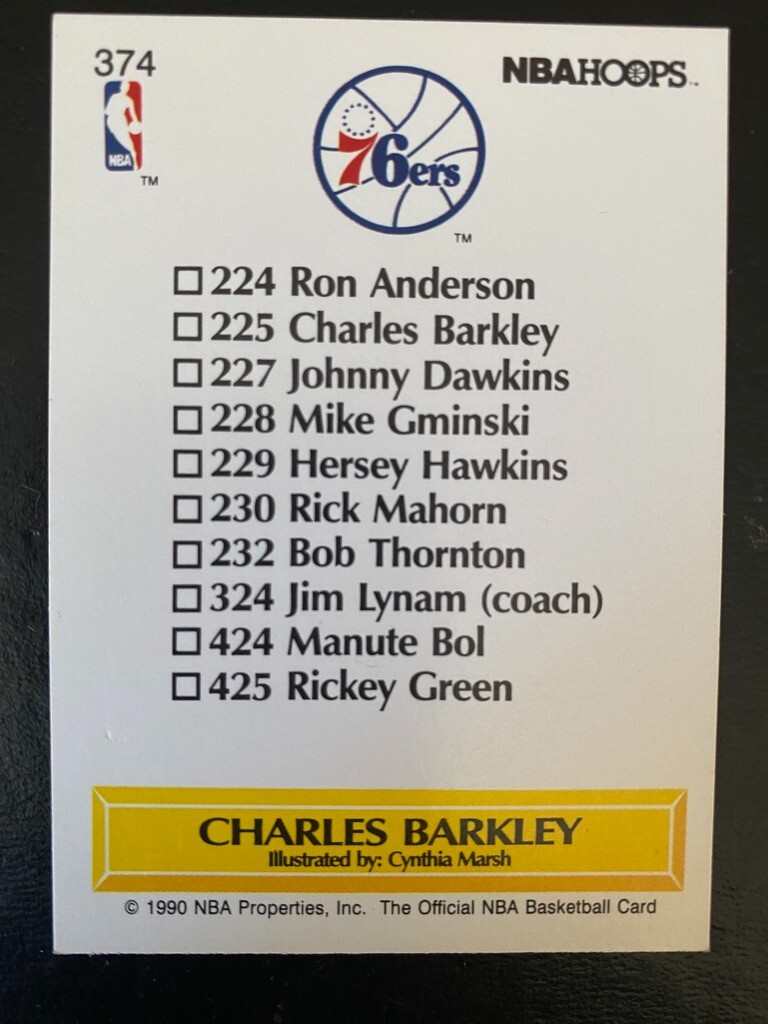 374
NBA HOOPS™
NBA
™
76ers
™
224 Ron Anderson
225 Charles Barkley
227 Johnny Dawkins
228 Mike Gminski
229 Hersey Hawkins
230 Rick Mahorn
232 Bob Thornton
324 Jim Lynam (coach)
424 Manute Bol
425 Rickey Green
CHARLES BARKLEY
Illustrated by: Cynthia Marsh
© 1990 NBA Properties, Inc. The Official NBA Basketball Card